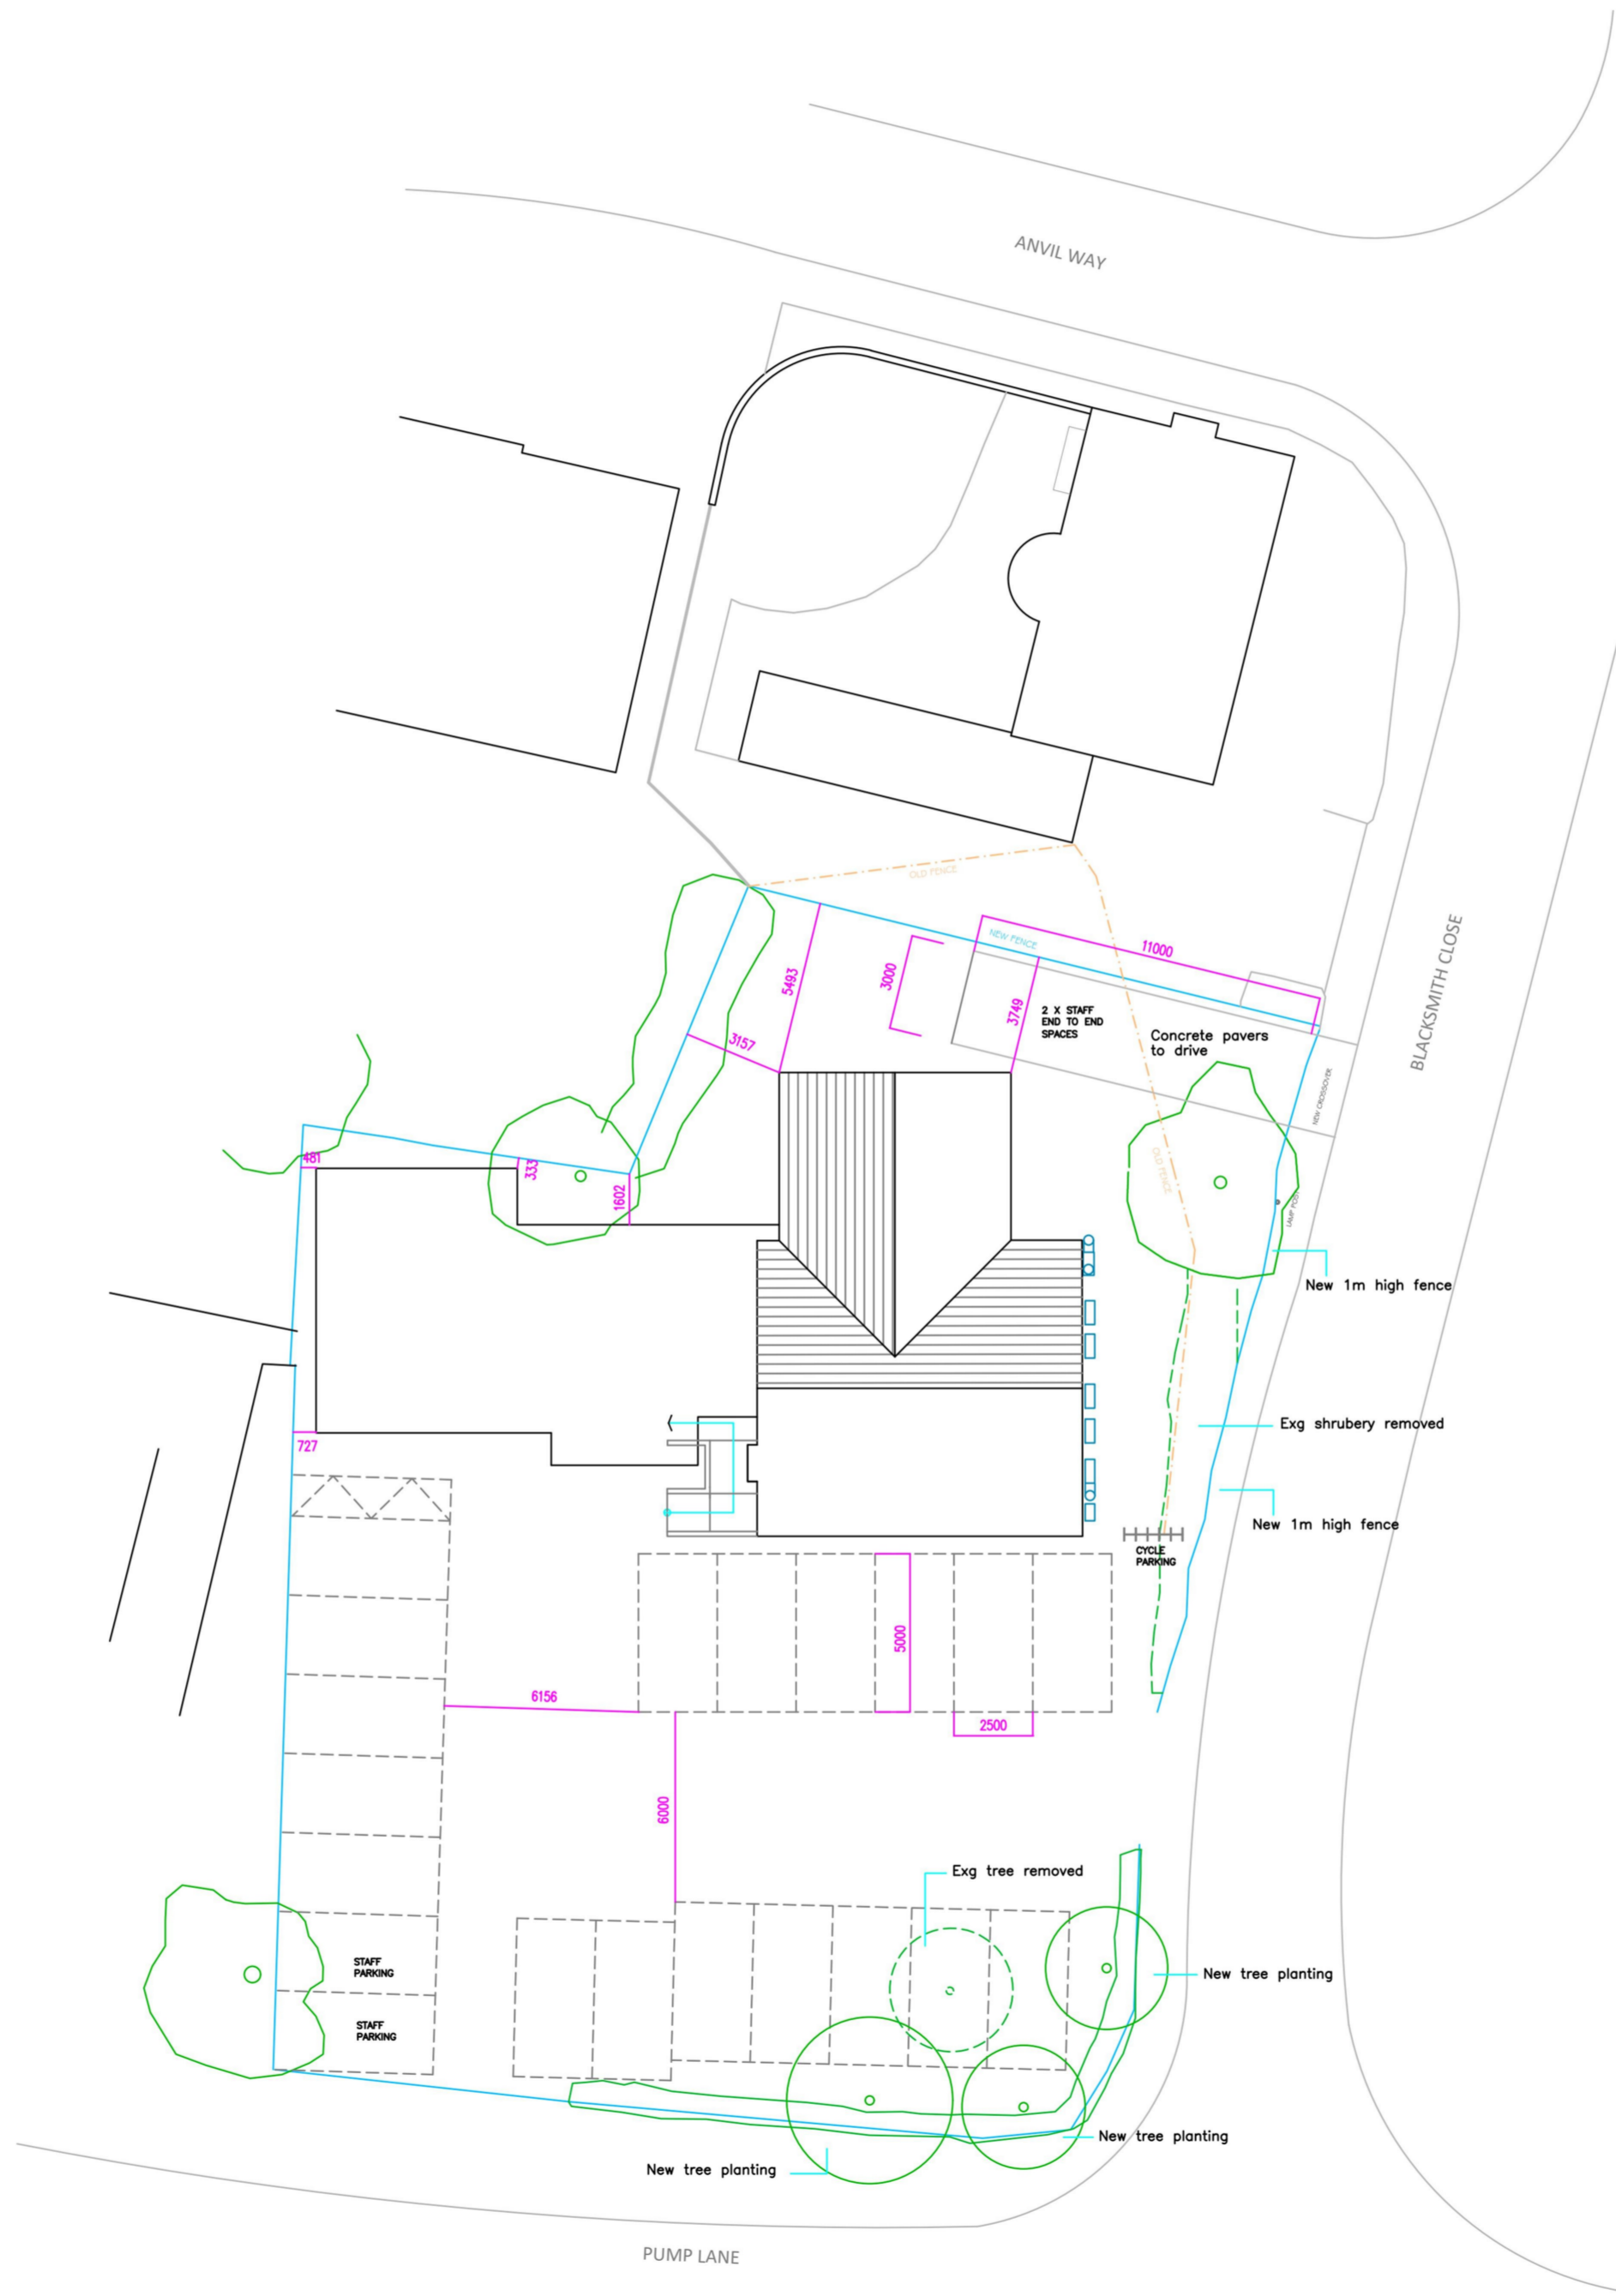 ANVIL WAY
OLD FENCE
NEW FENCE
11000
BLACKSMITH CLOSE
5493
3000
3749
2 X STAFF
END TO END
SPACES
Concrete pavers
to drive
3157
NEW CROSSOVER
481
333
1602
OLD FENCE
LAMP POST
New 1m high fence
Exg shrubery removed
727
New 1m high fence
CYCLE
PARKING
5000
6156
2500
6000
Exg tree removed
STAFF
PARKING
New tree planting
STAFF
PARKING
New tree planting
New tree planting
PUMP LANE